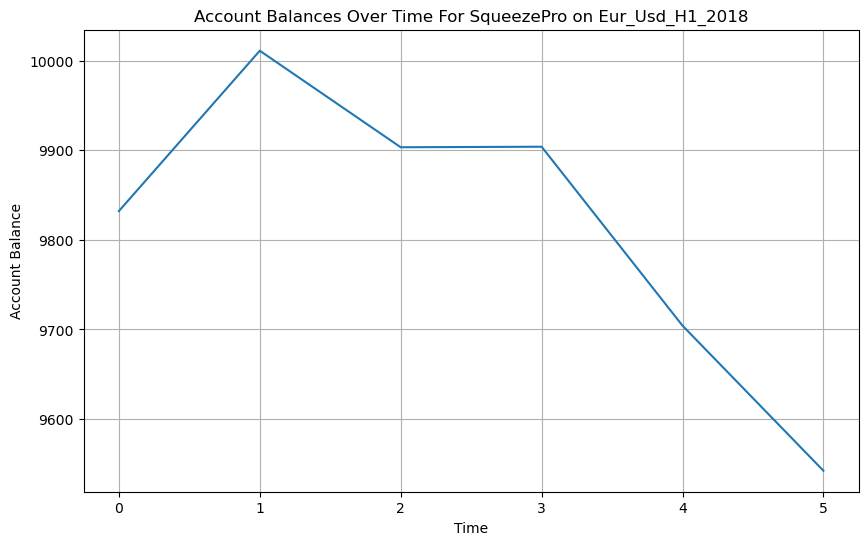 Account Balances Over Time For SqueezePro on Eur_Usd_H1_2018
Account Balance
10000
9900
9800
9700
9600
0 1 2 3 4 5
Time